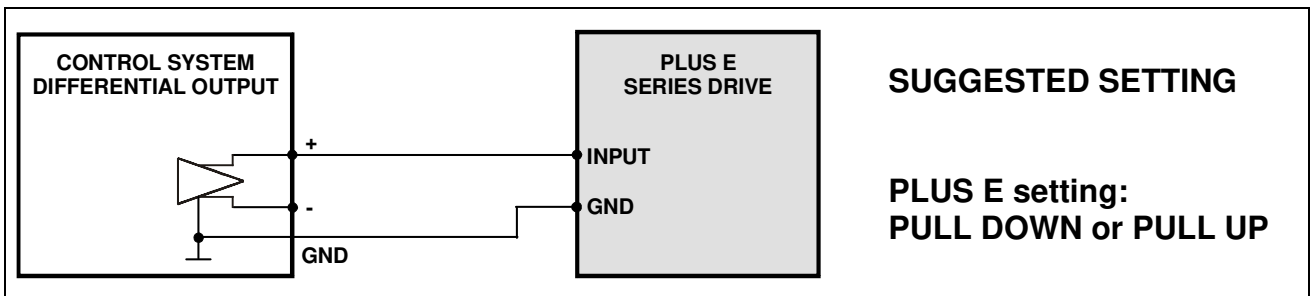 CONTROL SYSTEM
DIFFERENTIAL OUTPUT
+
-
GND
PLUS E
SERIES DRIVE
INPUT
GND
SUGGESTED SETTING
PLUS E setting:
PULL DOWN or PULL UP